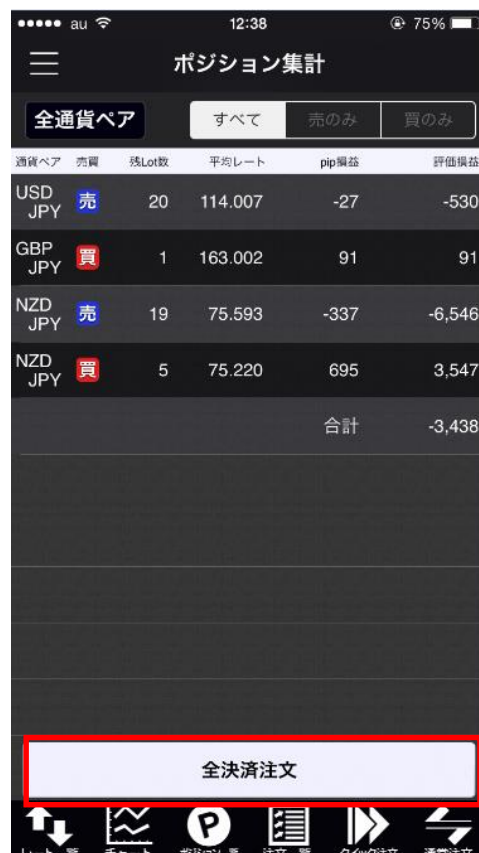 au 12:38 75%
ポジション集計
全通貨ペア すべて 売のみ 買のみ
通貨ペア 売買 残Lot数 平均レート pip損益 評価損益
USD JPY 売 20 114.007 -27 -530
GBP JPY 買 1 163.002 91 91
NZD JPY 売 19 75.593 -337 -6,546
NZD JPY 買 5 75.220 695 3,547
合計 -3,438
全決済注文